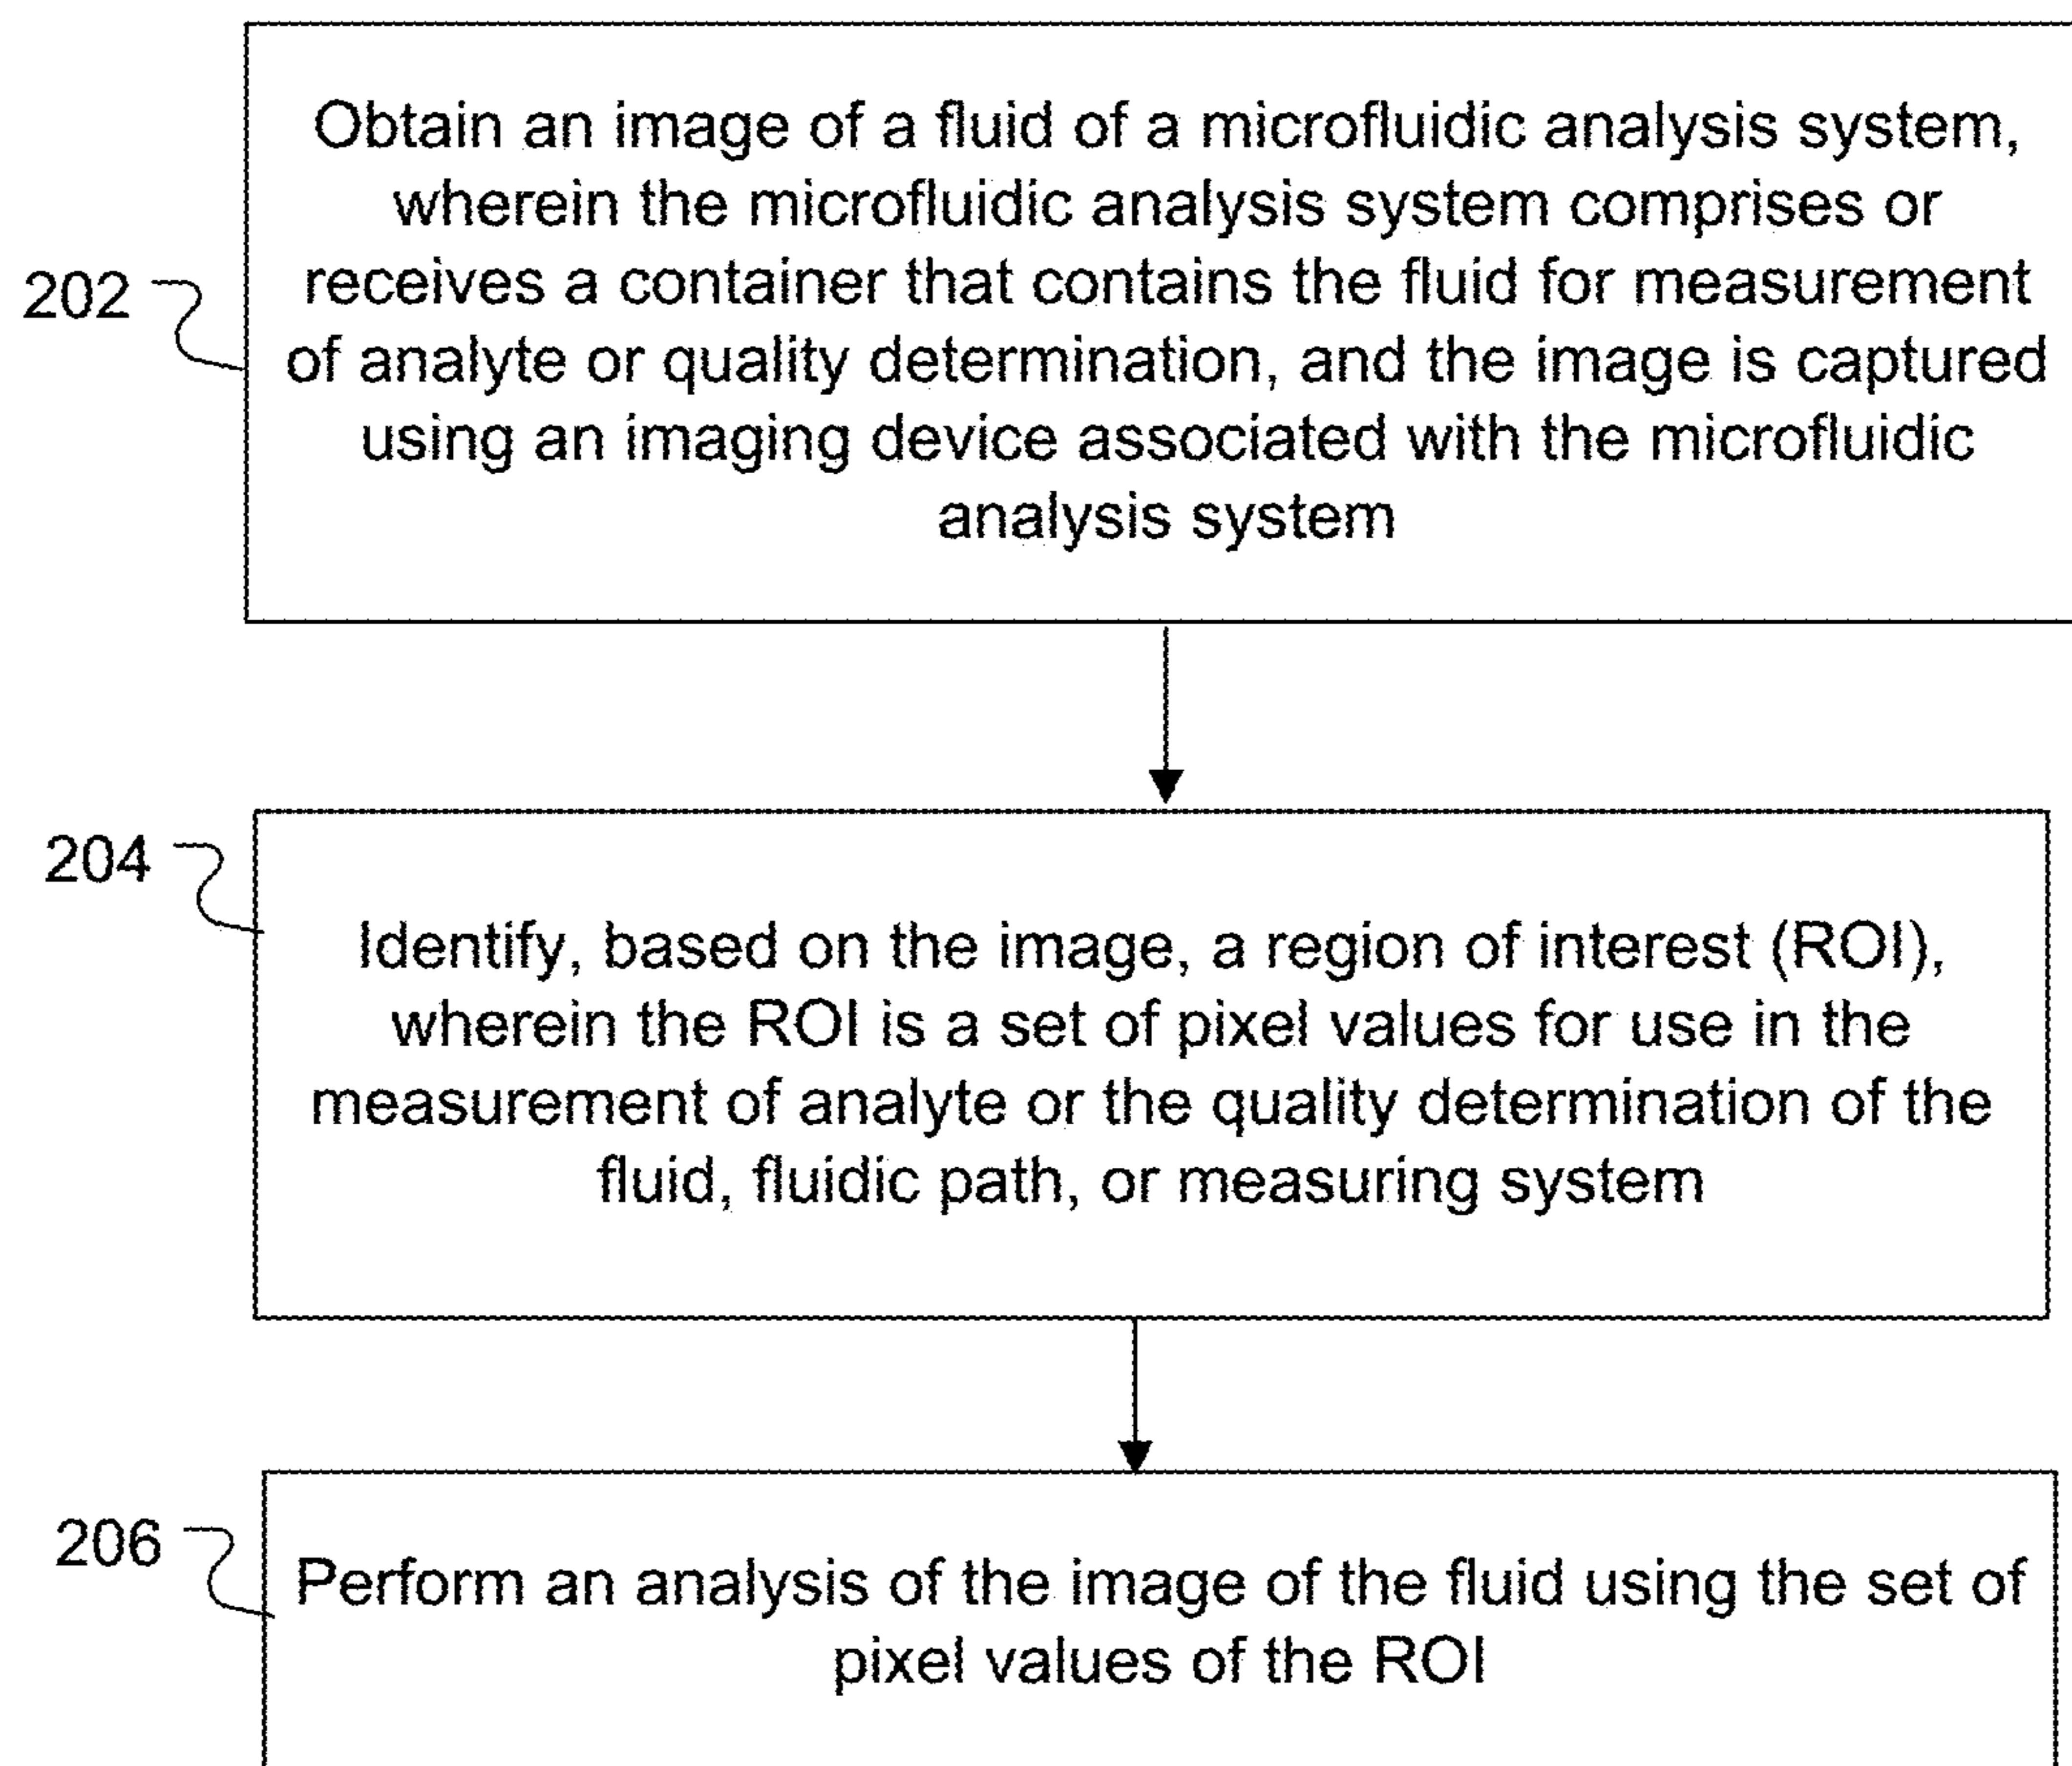 Obtain an image of a fluid of a microfluidic analysis system,
wherein the microfluidic analysis system comprises or
202
receives a container that contains the fluid for measurement
of analyte or quality determination, and the image is captured
using an imaging device associated with the microfluidic
analysis system
204
Identify, based on the image, a region of interest (ROI),
wherein the ROI is a set of pixel values for use in the
measurement of analyte or the quality determination of the
fluid, fluidic path, or measuring system
206
Perform an analysis of the image of the fluid using the set of
pixel values of the ROI